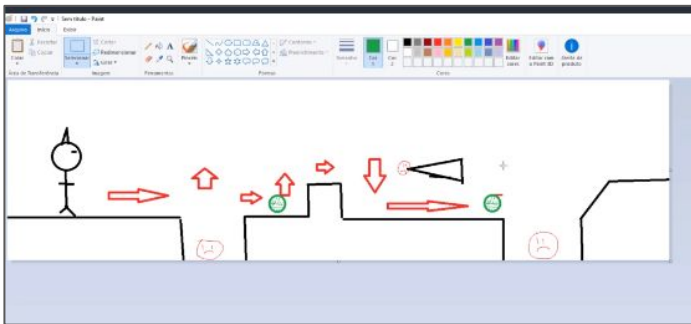 Sem título - Paint
Arquivo Início Exibir
Colar
Recortar
Copiar
Área de Transferência
Selecionar
Cortar
Redimensionar
Girar
Imagem
Ferramentas
Pincéis
Contorno
Preenchimento
Formas
Tamanho
Cor
1
Cor
2
Editar
cores
Cores
Editar com
o Paint 3D
Alerta de
produto